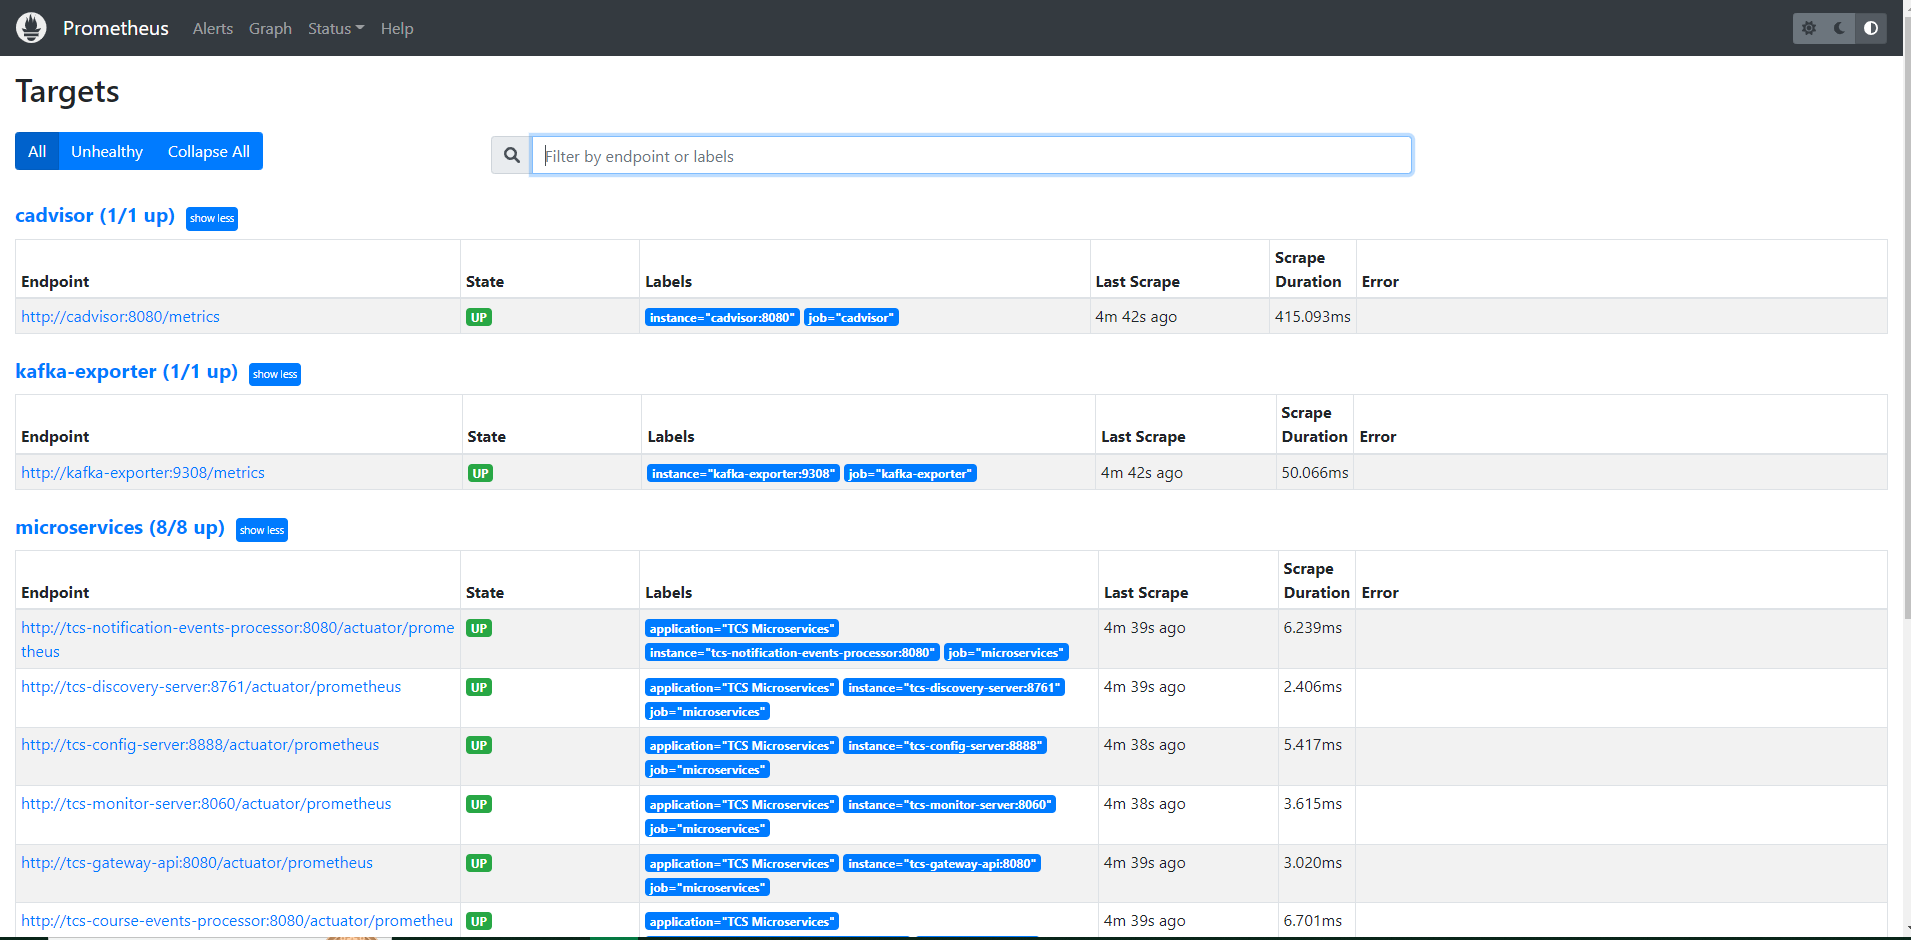 Prometheus Alerts Graph Status Help
Targets
All Unhealthy Collapse All
Filter by endpoint or labels
cadvisor (1/1 up) show less
Scrape
Endpoint State Labels Last Scrape Duration Error
http://cadvisor:8080/metrics UP instance="cadvisor:8080" job="cadvisor" 4m 42s ago 415.093ms
kafka-exporter (1/1 up) show less
Scrape
Endpoint State Labels Last Scrape Duration Error
http://kafka-exporter:9308/metrics UP instance="kafka-exporter:9308" job="kafka-exporter" 4m 42s ago 50.066ms
microservices (8/8 up) show less
Scrape
Endpoint State Labels Last Scrape Duration Error
http://tcs-notification-events-processor:8080/actuator/prome UP application="TCS Microservices" 4m 39s ago 6.239ms
theus instance="tcs-notification-events-processor:8080" job="microservices"
http://tcs-discovery-server:8761/actuator/prometheus UP application="TCS Microservices" instance="tcs-discovery-server:8761" 4m 39s ago 2.406ms
job="microservices"
http://tcs-config-server:8888/actuator/prometheus UP application="TCS Microservices" instance="tcs-config-server:8888" 4m 38s ago 5.417ms
job="microservices"
http://tcs-monitor-server:8060/actuator/prometheus UP application="TCS Microservices" instance="tcs-monitor-server:8060" 4m 38s ago 3.615ms
job="microservices"
http://tcs-gateway-api:8080/actuator/prometheus UP application="TCS Microservices" instance="tcs-gateway-api:8080" 4m 39s ago 3.020ms
job="microservices"
http://tcs-course-events-processor:8080/actuator/prometheu UP application="TCS Microservices" 4m 39s ago 6.701ms